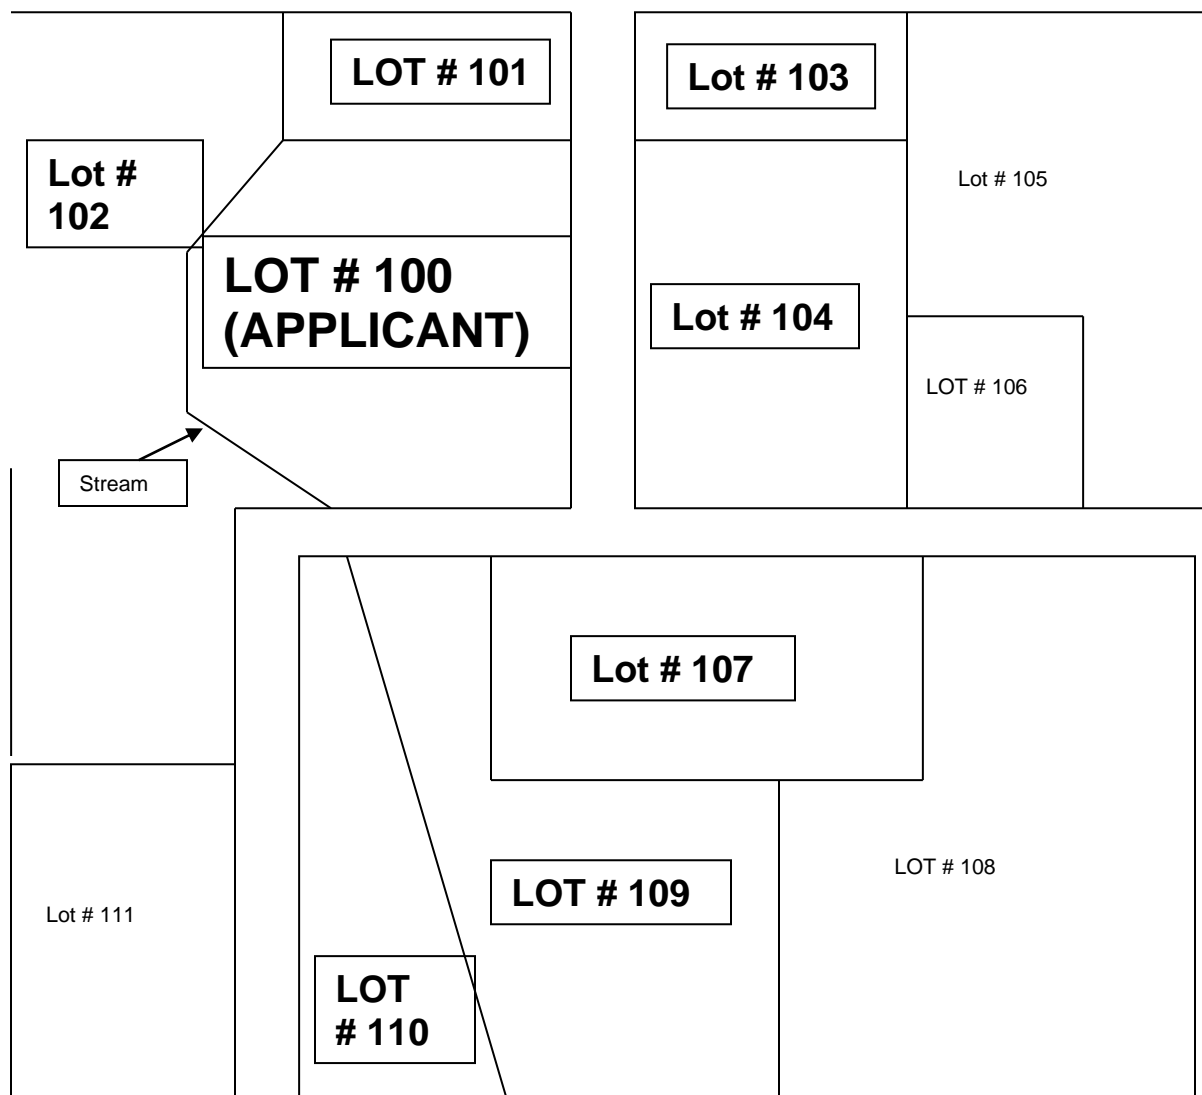 LOT # 101
Lot # 103
Lot #
102
Lot # 105
LOT # 100
(APPLICANT)
Lot # 104
LOT # 106
Stream
Lot # 107
LOT # 109
LOT # 108
Lot # 111
LOT
# 110